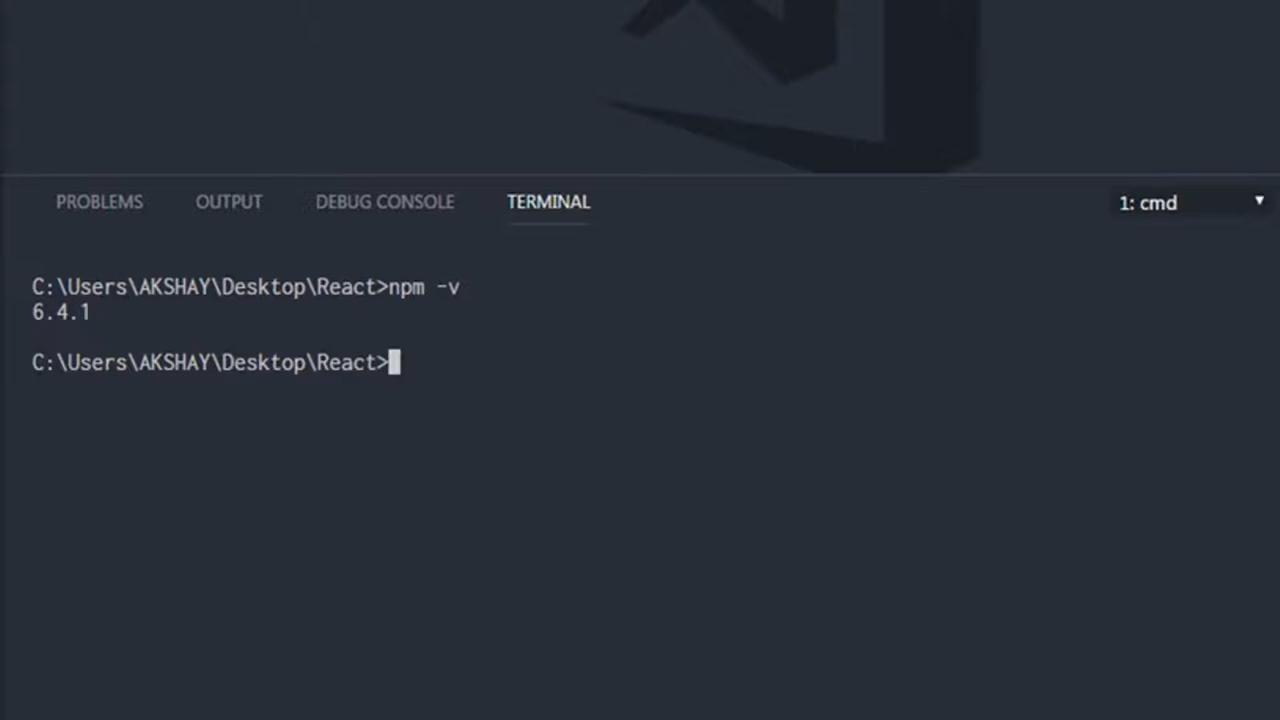 PROBLEMS OUTPUT DEBUG CONSOLE TERMINAL 1: cmd
C:\Users\AKSHAY\Desktop\React>npm -v
6.4.1
C:\Users\AKSHAY\Desktop\React>